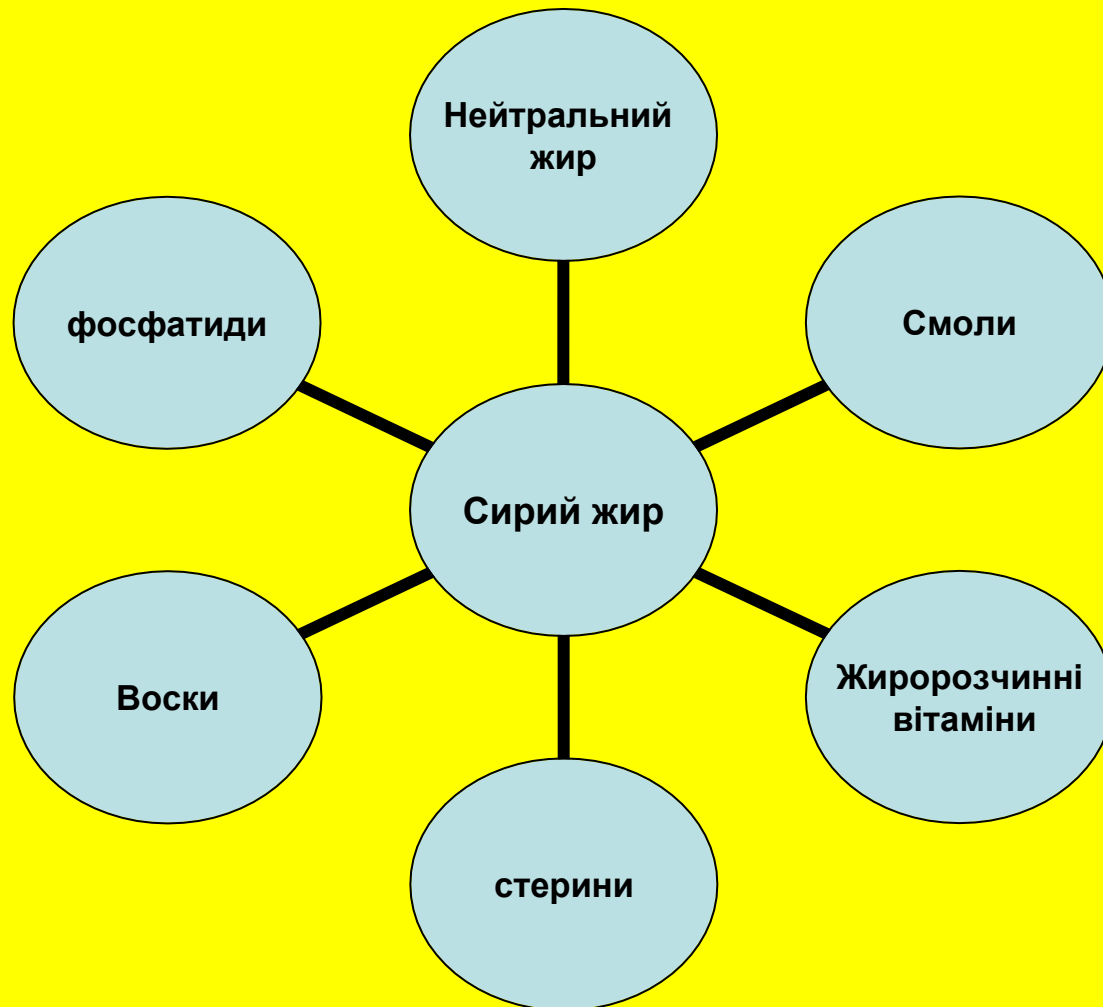 Нейтральний
жир
фосфатиди
Смоли
Сирий жир
Воски
Жиророзчинні
вітаміни
стерини